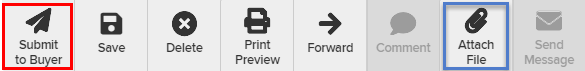 Submit
to Buyer
Save
Delete
Print
Preview
Forward
Comment
Attach
File
Send
Message